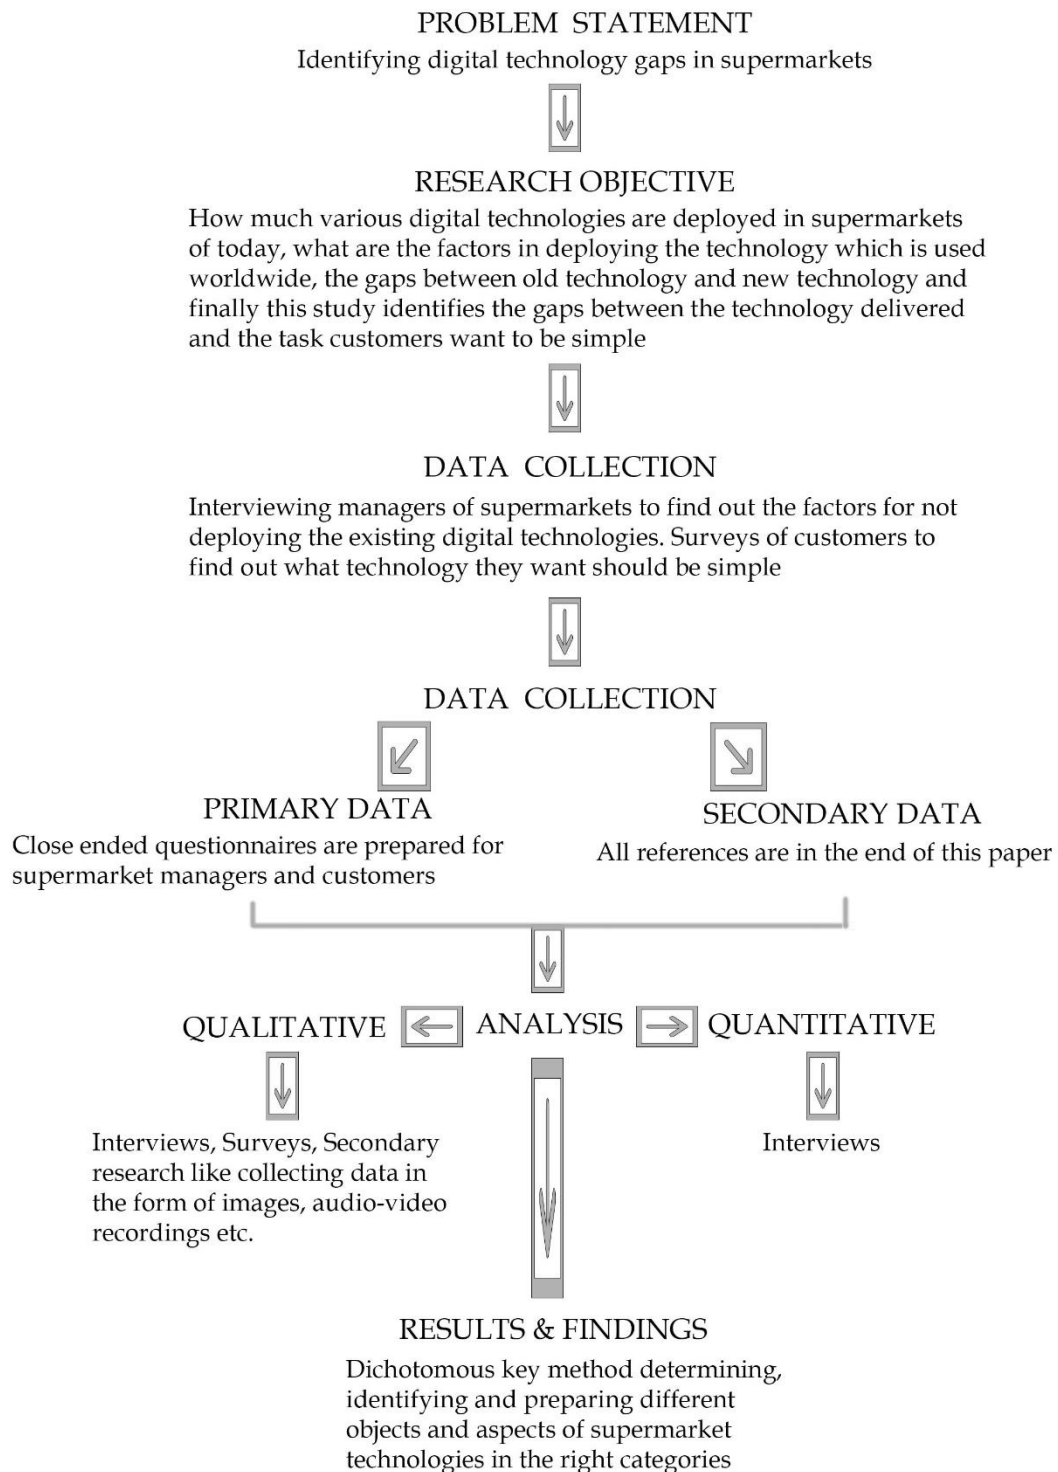 PROBLEM STATEMENT
Identifying digital technology gaps in supermarkets
RESEARCH OBJECTIVE
How much various digital technologies are deployed in supermarkets
of today, what are the factors in deploying the technology which is used
worldwide, the gaps between old technology and new technology and
finally this study identifies the gaps between the technology delivered
and the task customers want to be simple
DATA COLLECTION
Interviewing managers of supermarkets to find out the factors for not
deploying the existing digital technologies. Surveys of customers to
find out what technology they want should be simple
DATA COLLECTION
PRIMARY DATA
Close ended questionnaires are prepared for
supermarket managers and customers
SECONDARY DATA
All references are in the end of this paper
QUALITATIVE ANALYSIS QUANTITATIVE
Interviews, Surveys, Secondary
research like collecting data in
the form of images, audio-video
recordings etc.
Interviews
RESULTS & FINDINGS
Dichotomous key method determining,
identifying and preparing different
objects and aspects of supermarket
technologies in the right categories